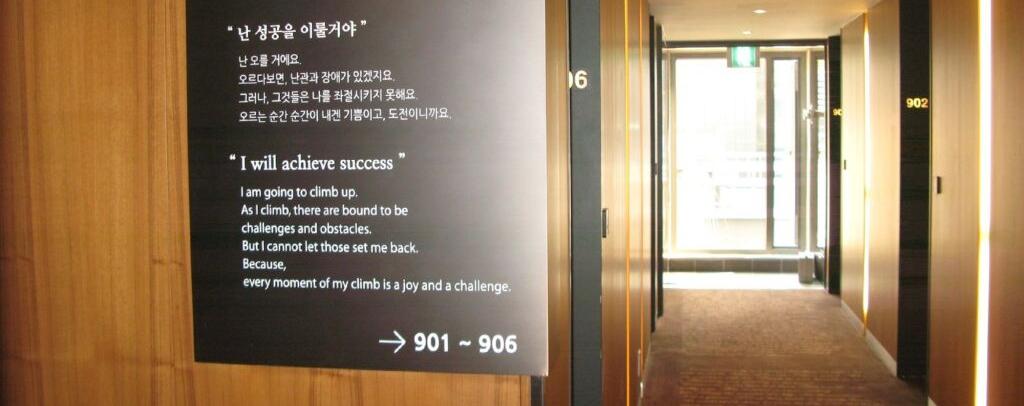 “ 난 성공을 이룰거야 ”
난 오를 거에요.
오르다보면, 난관과 장애가 있겠지요.
그러나, 그것들은 나를 좌절시키지 못해요.
오르는 순간 순간이 내겐 기쁨이고, 도전이니까요.
“ I will achieve success ”
I am going to climb up.
As I climb, there are bound to be
challenges and obstacles.
But I cannot let those set me back.
Because,
every moment of my climb is a joy and a challenge.
→ 901 ~ 906
06
902